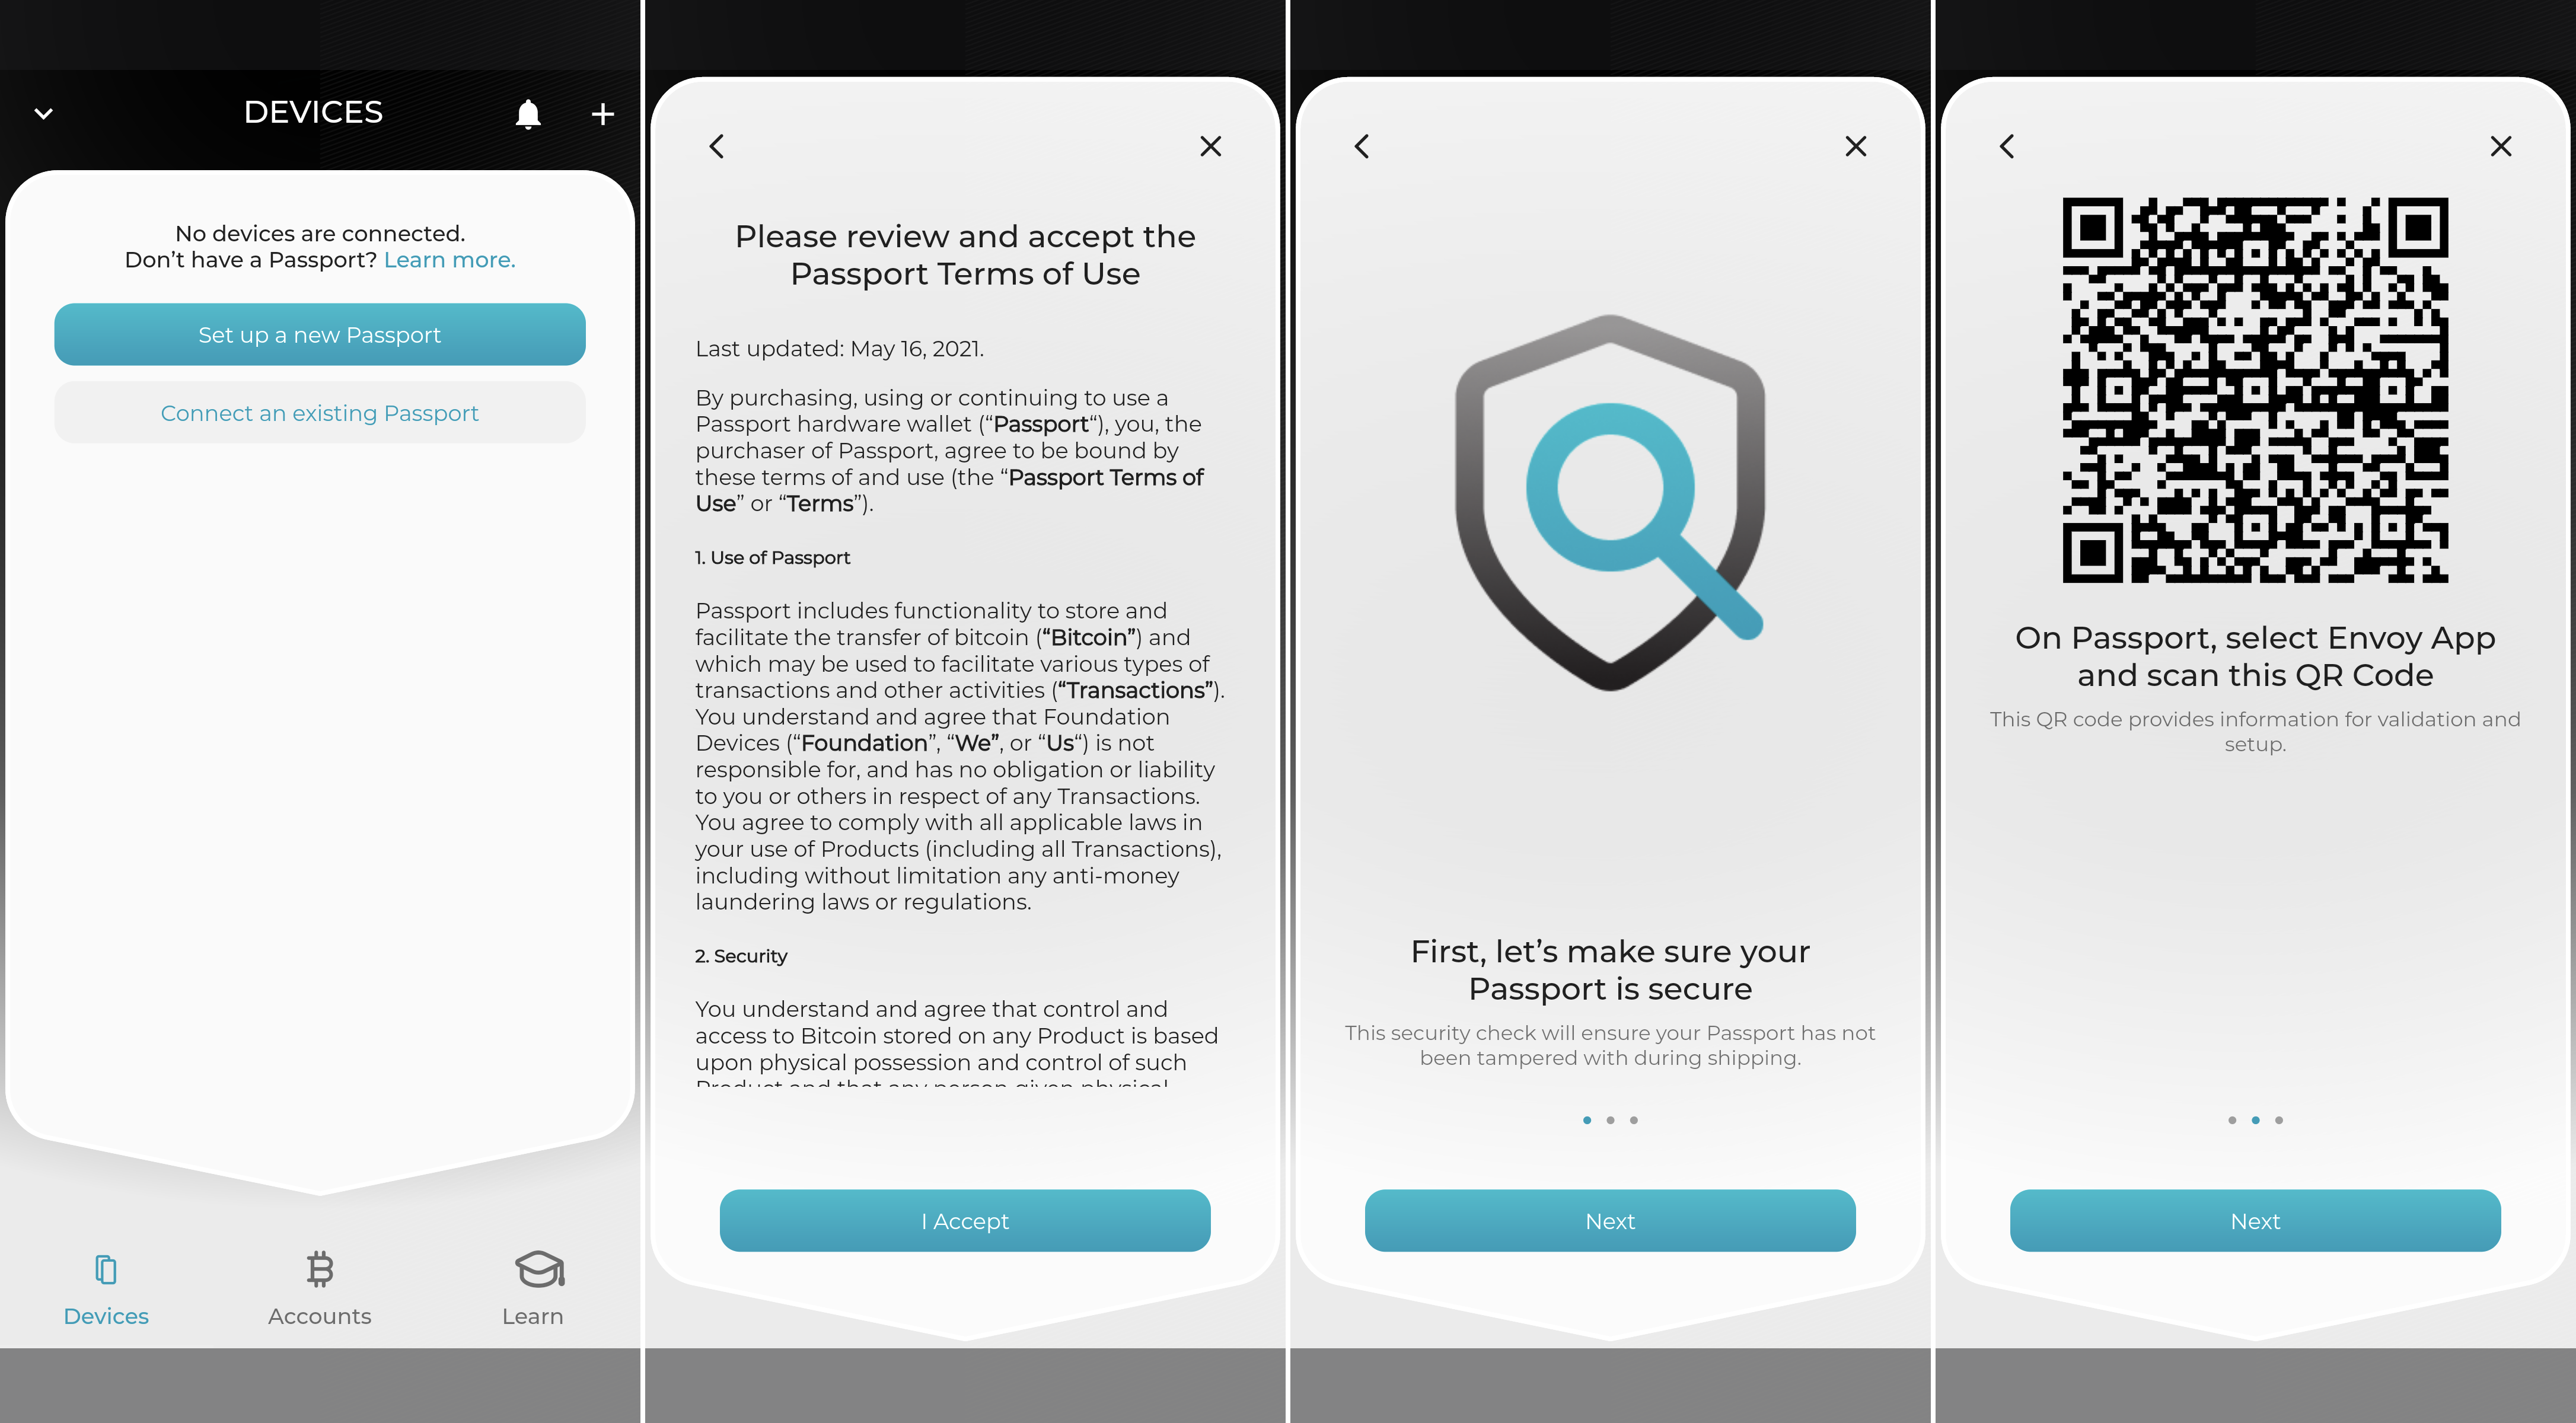 DEVICES
No devices are connected.
Don’t have a Passport? Learn more.
Set up a new Passport
Connect an existing Passport
Devices
Accounts
Learn
Please review and accept the
Passport Terms of Use
Last updated: May 16, 2021.
By purchasing, using or continuing to use a
Passport hardware wallet (“Passport“), you, the
purchaser of Passport, agree to be bound by
these terms of and use (the “Passport Terms of
Use” or “Terms”).
1. Use of Passport
Passport includes functionality to store and
facilitate the transfer of bitcoin (“Bitcoin”) and
which may be used to facilitate various types of
transactions and other activities (“Transactions”).
You understand and agree that Foundation
Devices (“Foundation”, “We”, or “Us“) is not
responsible for, and has no obligation or liability
to you or others in respect of any Transactions.
You agree to comply with all applicable laws in
your use of Products (including all Transactions),
including without limitation any anti-money
laundering laws or regulations.
2. Security
You understand and agree that control and
access to Bitcoin stored on any Product is based
upon physical possession and control of such
Product and that any person given physical
I Accept
First, let’s make sure your
Passport is secure
This security check will ensure your Passport has not
been tampered with during shipping.
Next
On Passport, select Envoy App
and scan this QR Code
This QR code provides information for validation and
setup.
Next